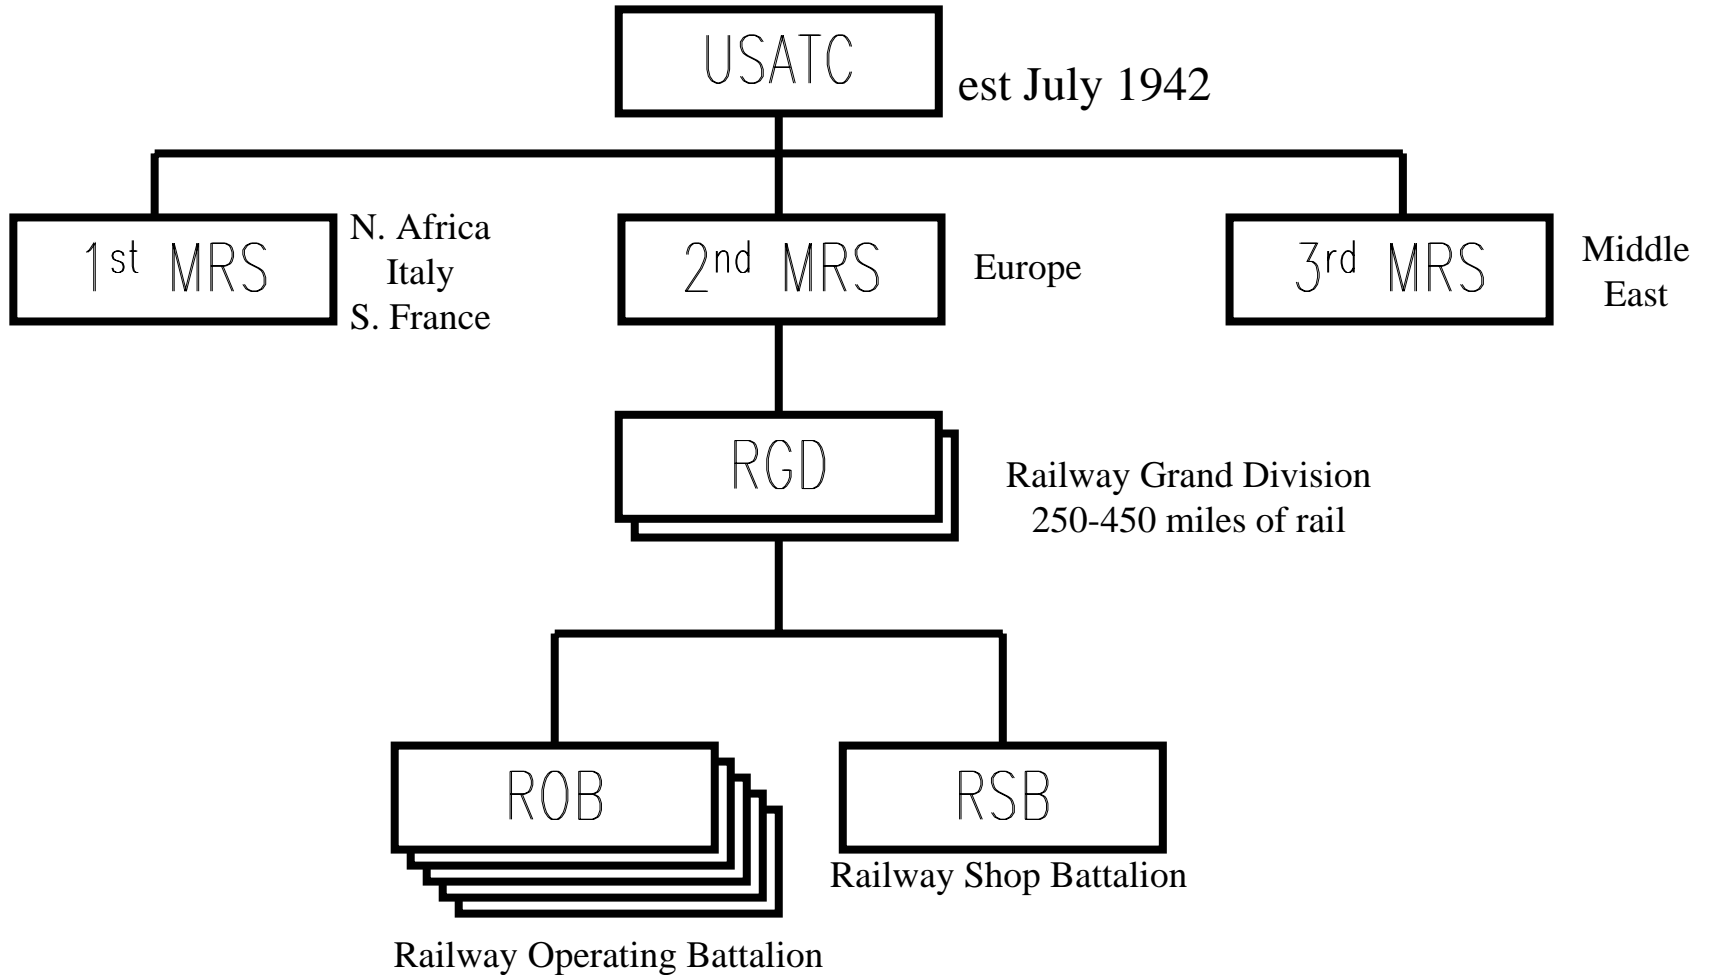 USATC
est July 1942
1st MRS
N. Africa
Italy
S. France
2nd MRS
Europe
3rd MRS
Middle
East
RGD
Railway Grand Division
250-450 miles of rail
ROB
RSB
Railway Shop Battalion
Railway Operating Battalion